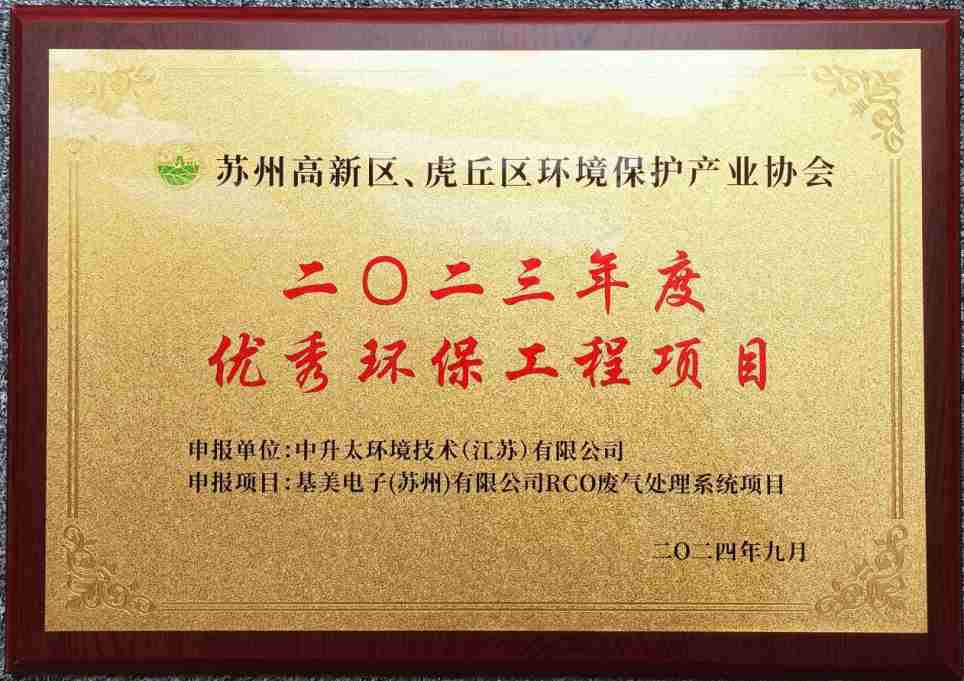 苏州高新区、虎丘区环境保护产业协会
二〇二三年度
优秀环保工程项目
申报单位:中升太环境技术(江苏)有限公司
申报项目:基美电子(苏州)有限公司RCO废气处理系统项目
二〇二四年九月